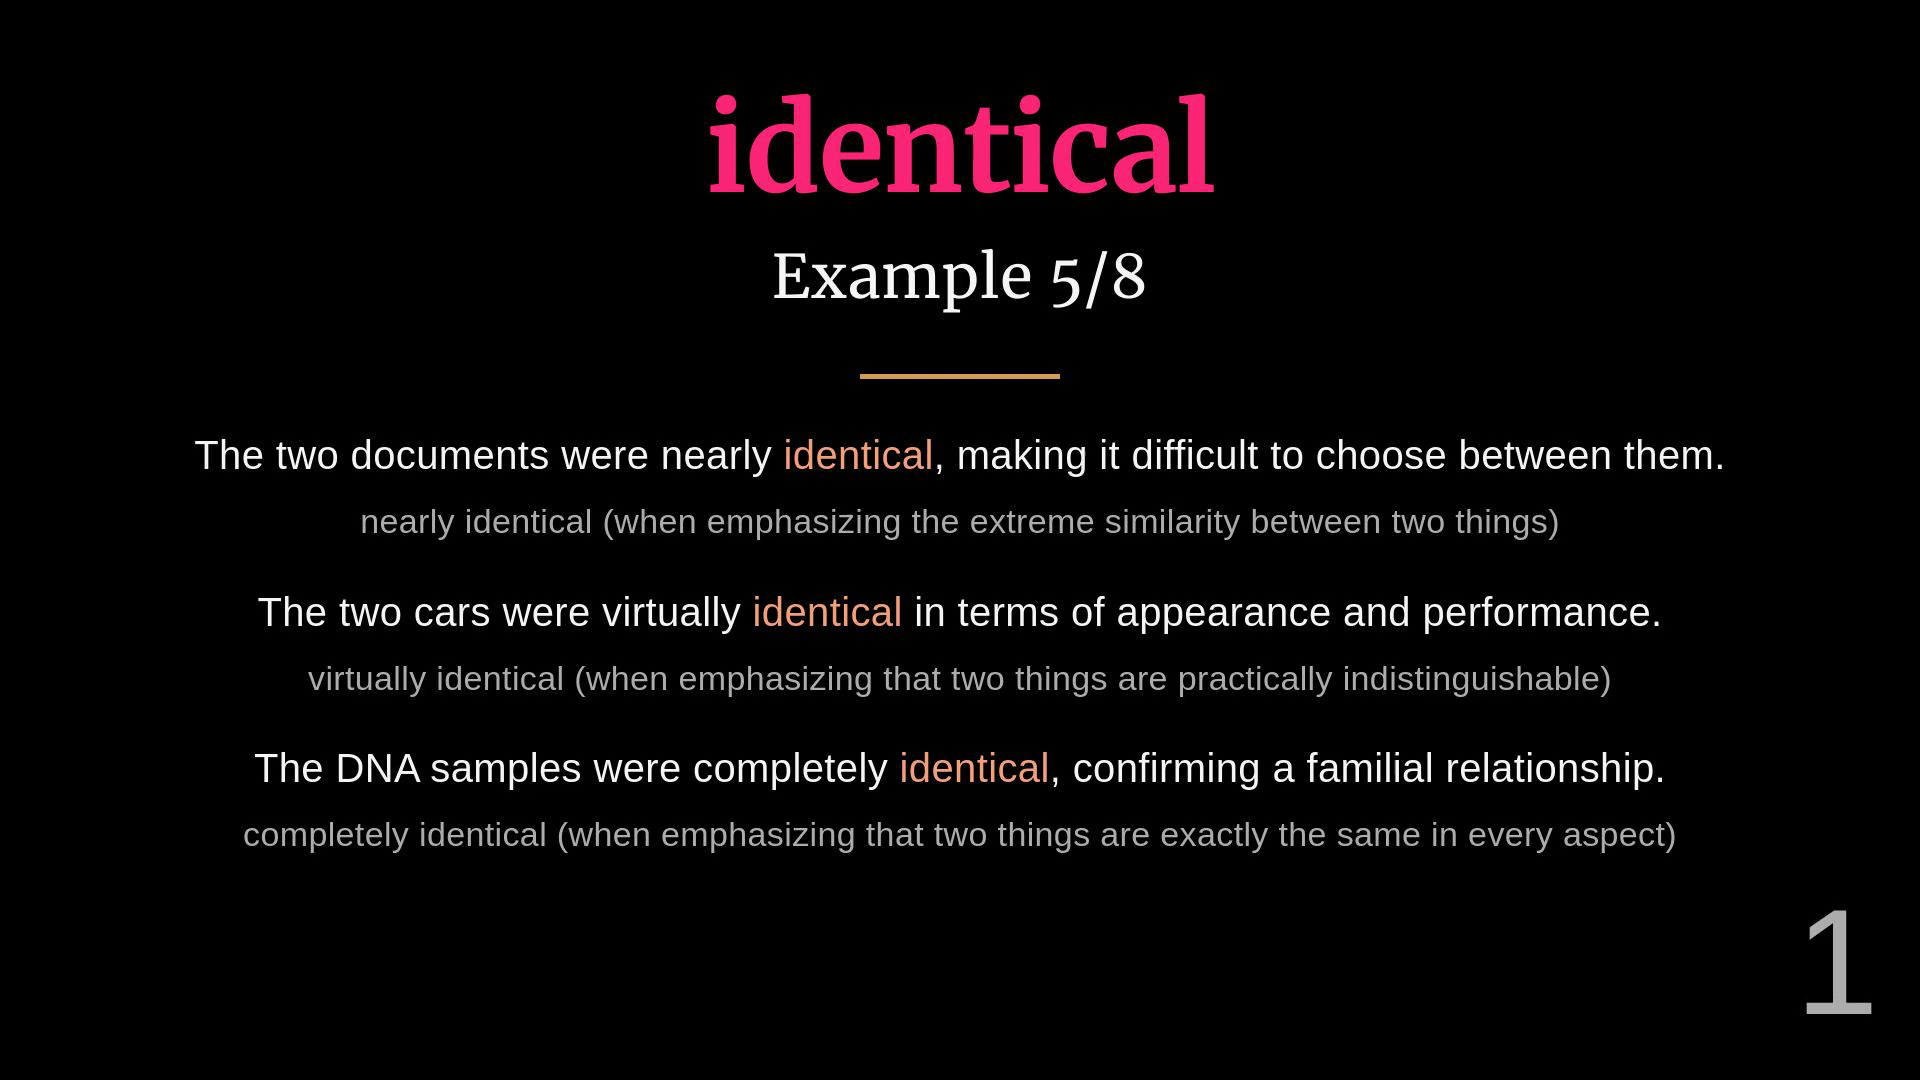 identical
Example 5/8
The two documents were nearly identical, making it difficult to choose between them.
nearly identical (when emphasizing the extreme similarity between two things)
The two cars were virtually identical in terms of appearance and performance.
virtually identical (when emphasizing that two things are practically indistinguishable)
The DNA samples were completely identical, confirming a familial relationship.
completely identical (when emphasizing that two things are exactly the same in every aspect)
1